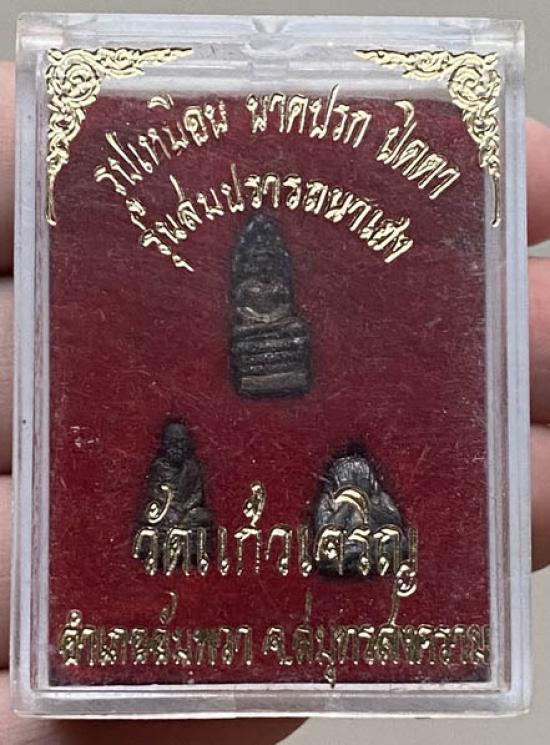 รูปเหมือน นาคปรก ปิดตา
รุ่นสมปรารถนาเฮง
วัดแก้วเจริญ
อำเภออัมพวา จ.สมุทรสงคราม